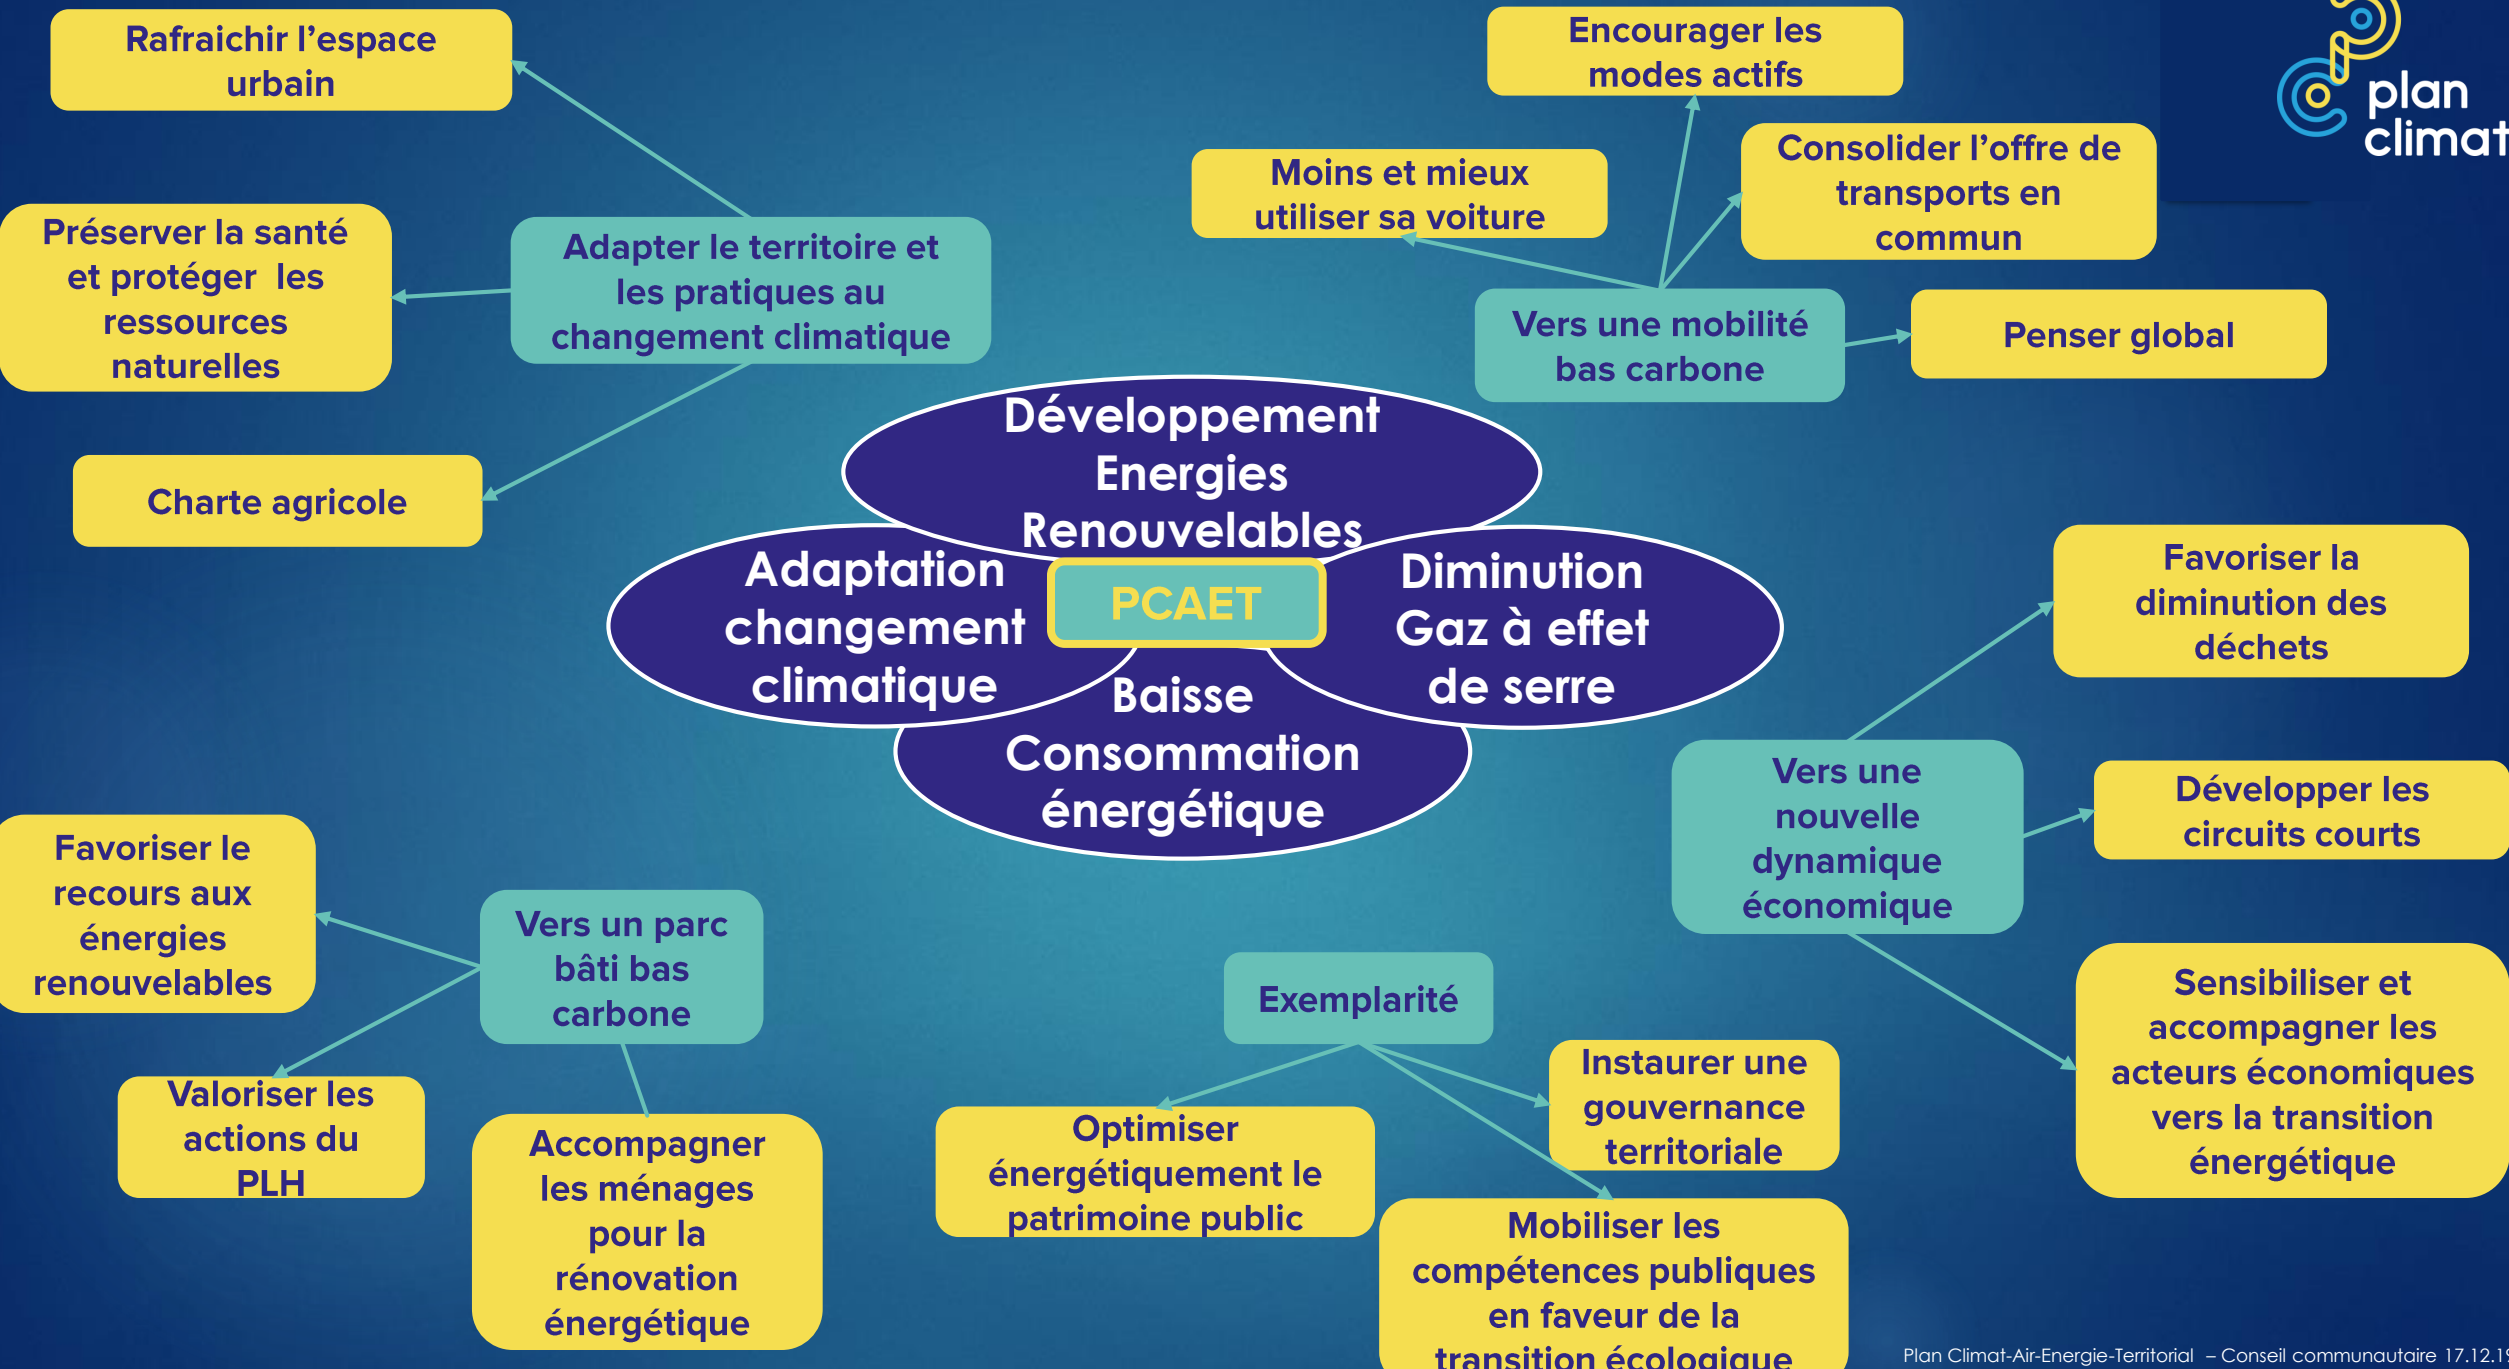 Rafraichir l'espace
urbain
Préserver la santé
et protéger les
ressources
naturelles
Adapter le territoire et
les pratiques au
changement climatique
Charte agricole
Encourager les
modes actifs
Moins et mieux
utiliser sa voiture
Consolider l'offre de
transports en
commun
Vers une mobilité
bas carbone
Penser global
plan
climat
Développement
Energies
Renouvelables
Adaptation
changement
climatique
PCAET
Diminution
Gaz à effet
de serre
Baisse
Consommation
énergétique
Favoriser la
diminution des
déchets
Vers une
nouvelle
dynamique
économique
Développer les
circuits courts
Sensibiliser et
accompagner les
acteurs économiques
vers la transition
énergétique
Favoriser le
recours aux
énergies
renouvelables
Vers un parc
bâti bas
carbone
Valoriser les
actions du
PLH
Accompagner
les ménages
pour la
rénovation
énergétique
Exemplarité
Optimiser
énergétiquement le
patrimoine public
Instaurer une
gouvernance
territoriale
Mobiliser les
compétences publiques
en faveur de la
transition écologique
Plan Climat-Air-Energie-Territorial – Conseil communautaire 17.12.19